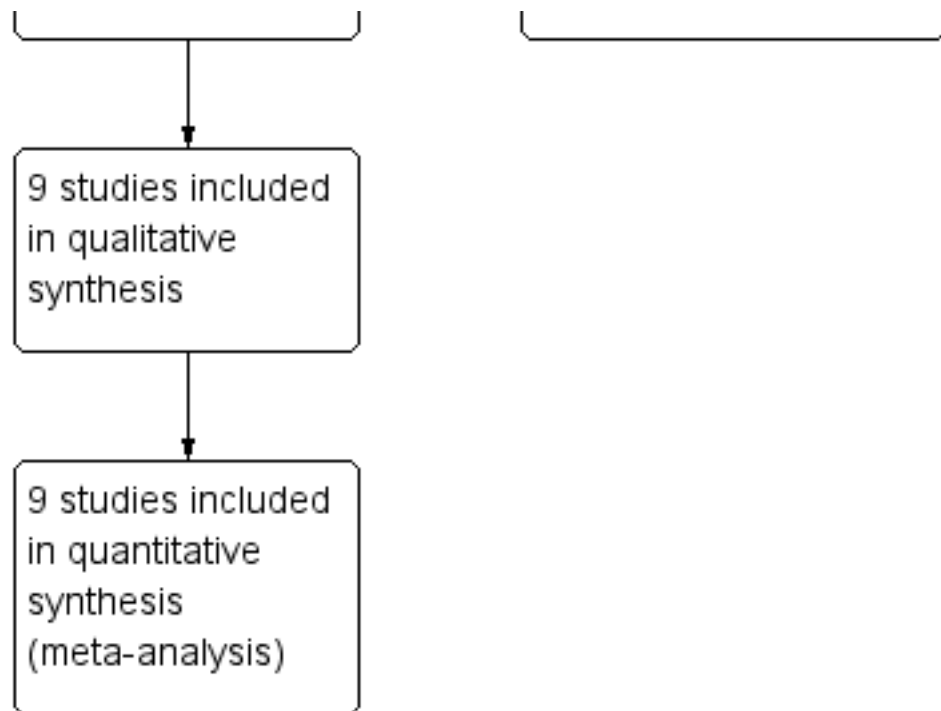 9 studies included
in qualitative
synthesis
9 studies included
in quantitative
synthesis
(meta-analysis)